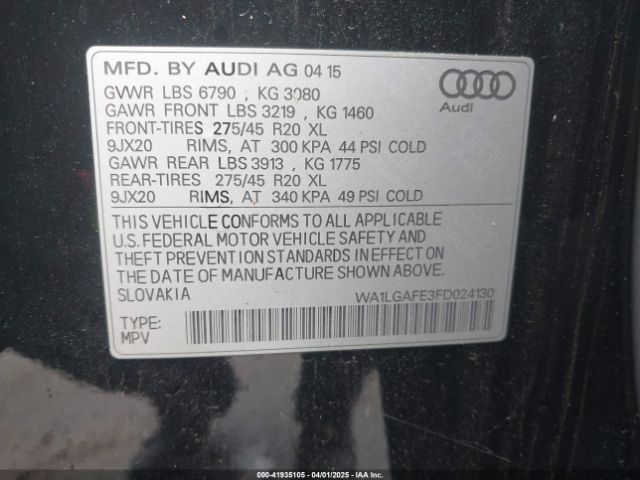 MFD. BY AUDI AG 04 15
GVWR LBS 6790 , KG 3080
GAWR FRONT LBS 3219 , KG 1460
FRONT-TIRES 275/45 R20 XL
9JX20 RIMS, AT 300 KPA 44 PSI COLD
GAWR REAR LBS 3913 , KG 1775
REAR-TIRES 275/45 R20 XL
9JX20 RIMS, AT 340 KPA 49 PSI COLD
Audi
THIS VEHICLE CONFORMS TO ALL APPLICABLE
U.S. FEDERAL MOTOR VEHICLE SAFETY AND
THEFT PREVENTION STANDARDS IN EFFECT ON
THE DATE OF MANUFACTURE SHOWN ABOVE.
SLOVAKIA WA1LGAFE3FD024130
TYPE:
MPV
000-41935105 - 04/01/2025 - Copyright IAA, Inc.